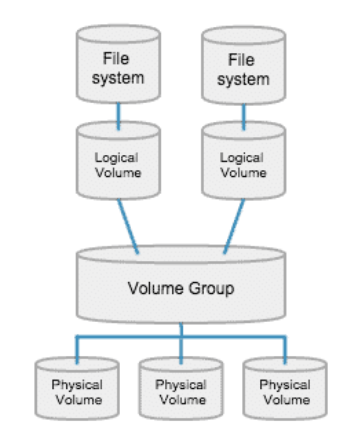 File
system
File
system
Logical
Volume
Logical
Volume
Volume Group
Physical
Volume
Physical
Volume
Physical
Volume